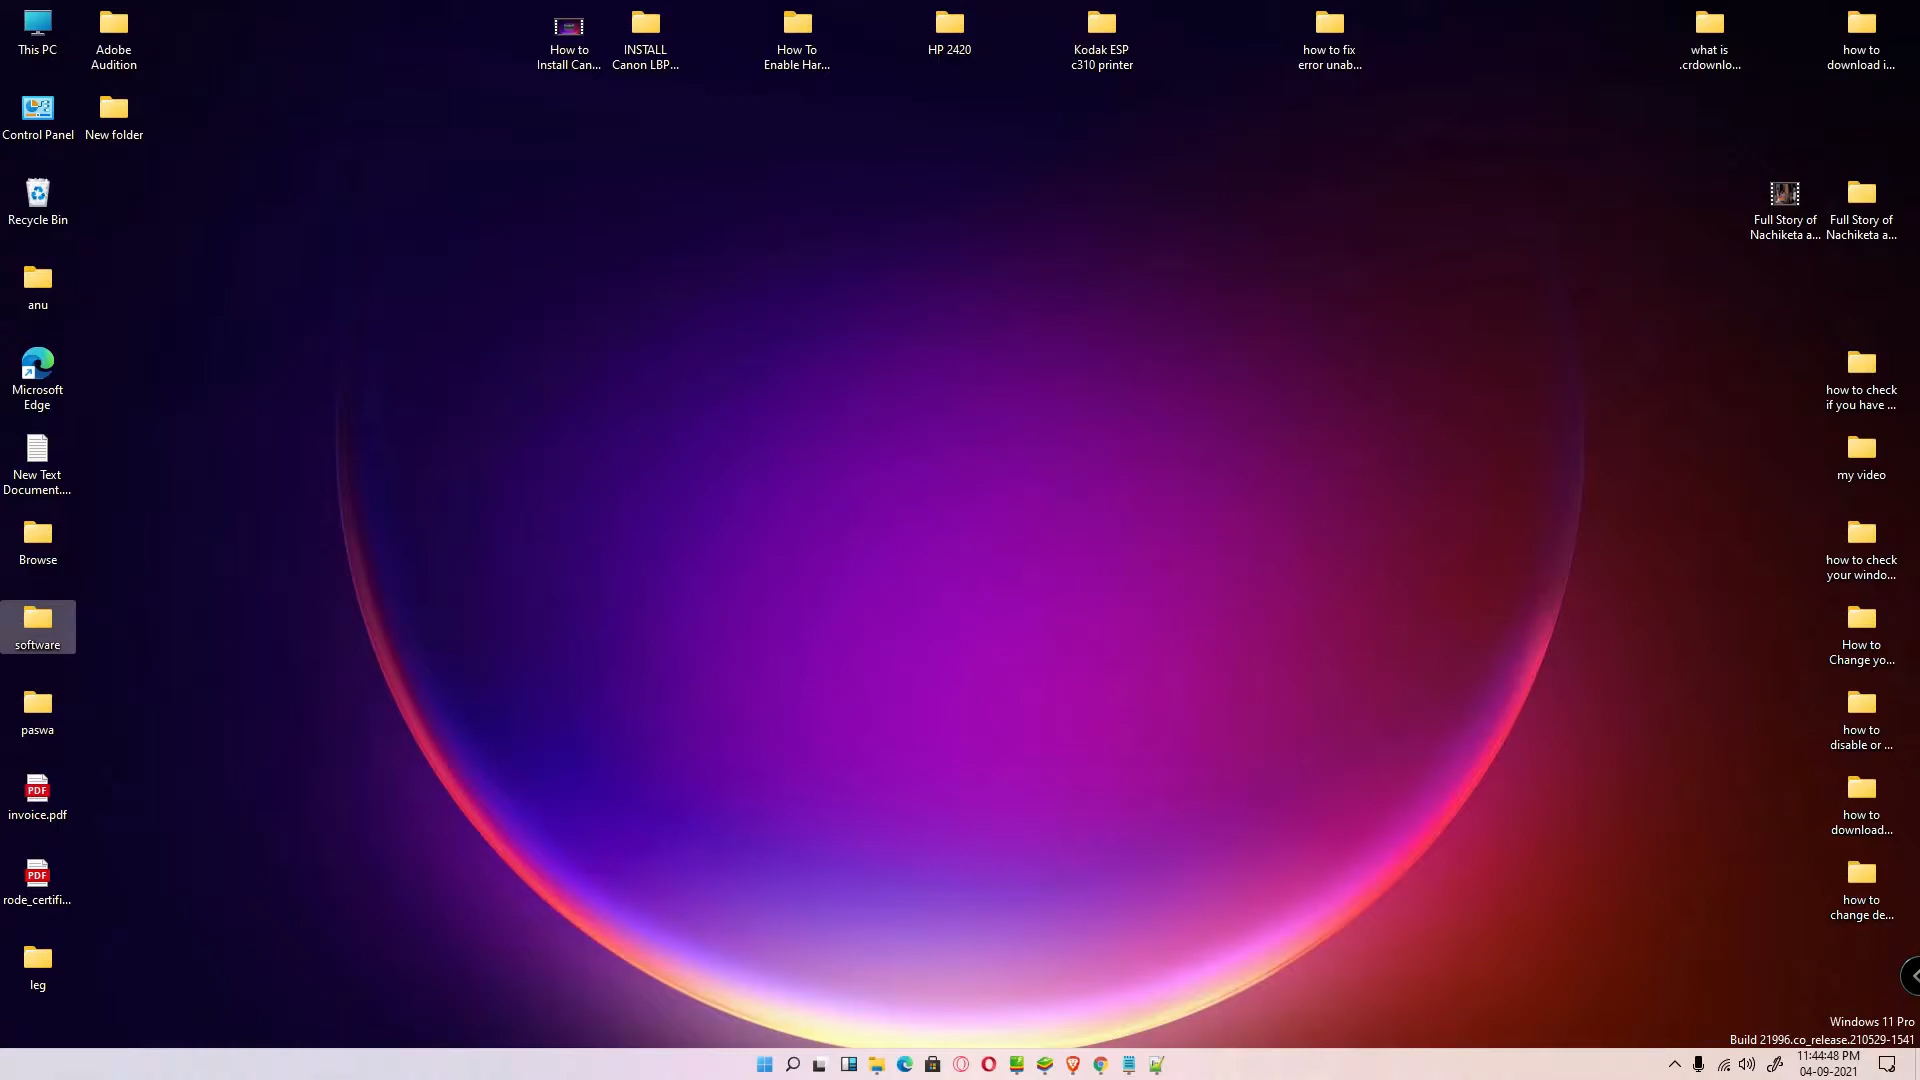 This PC
Adobe
Audition
How to
Install Can...
INSTALL
Canon LBP...
How To
Enable Har...
HP 2420
Kodak ESP
c310 printer
how to fix
error unab...
what is
.crdownlo...
how to
download i...
Control Panel
New folder
Recycle Bin
Full Story of
Nachiketa a...
Full Story of
Nachiketa a...
anu
Microsoft
Edge
how to check
if you have ...
New Text
Document....
my video
Browse
how to check
your windo...
software
How to
Change yo...
paswa
how to
disable or ...
PDF
invoice.pdf
how to
download...
PDF
rode_certifi...
how to
change de...
leg
Windows 11 Pro
Build 21996.co_release.210529-1541
11:44:48 PM
04-09-2021